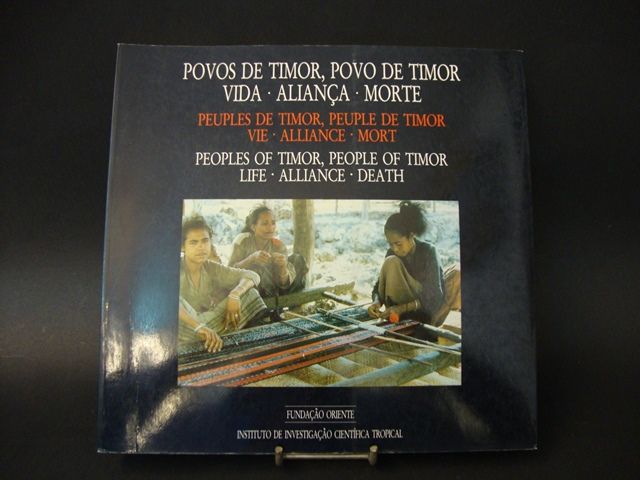 POVOS DE TIMOR, POVO DE TIMOR
VIDA · ALIANÇA · MORTE
PEUPLES DE TIMOR, PEUPLE DE TIMOR
VIE · ALLIANCE · MORT
PEOPLES OF TIMOR, PEOPLE OF TIMOR
LIFE · ALLIANCE · DEATH
FUNDAÇÃO ORIENTE
INSTITUTO DE INVESTIGAÇÃO CIENTÍFICA TROPICAL